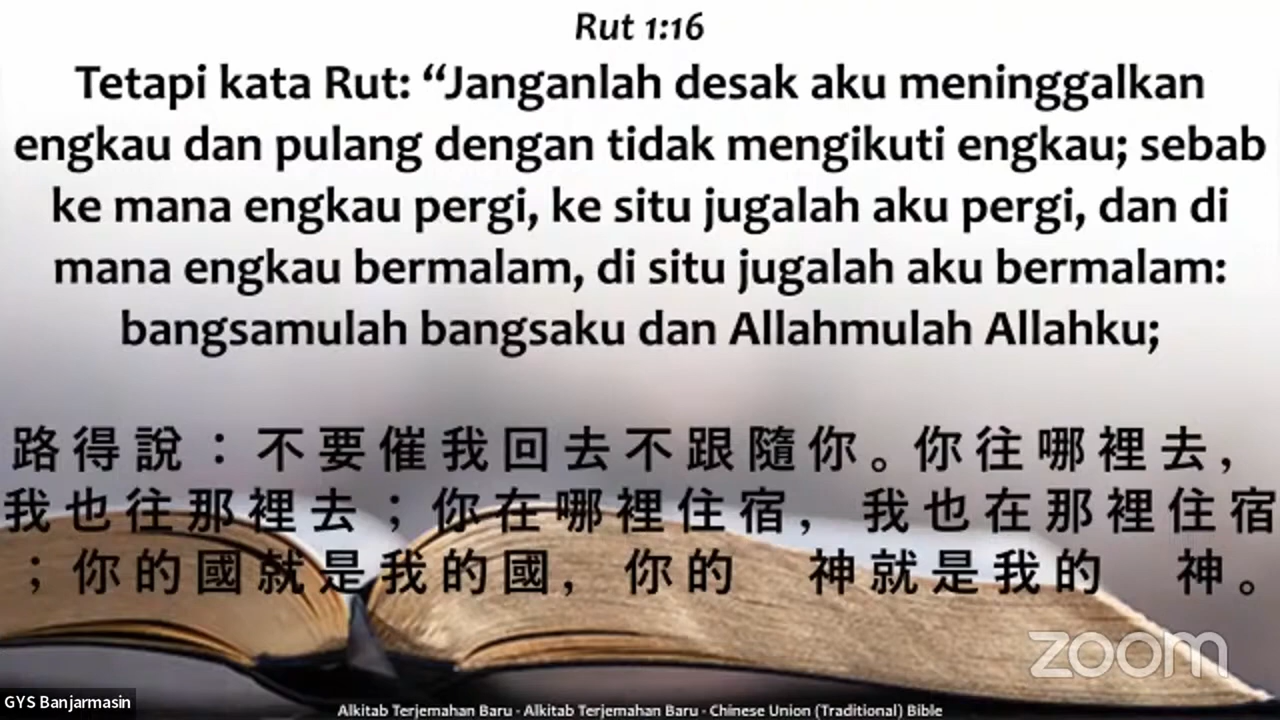 Rut 1:16
Tetapi kata Rut: “Janganlah desak aku meninggalkan
engkau dan pulang dengan tidak mengikuti engkau; sebab
ke mana engkau pergi, ke situ jugalah aku pergi, dan di
mana engkau bermalam, di situ jugalah aku bermalam:
bangsamulah bangsaku dan Allahmulah Allahku;
路得說：不要催我回去不跟隨你。你往哪裡去，
我也往那裡去；你在哪裡住宿，我也在那裡住宿
；你的國就是我的國，你的　神就是我的　神。
zoom
GYS Banjarmasin
Alkitab Terjemahan Baru - Alkitab Terjemahan Baru - Chinese Union (Traditional) Bible